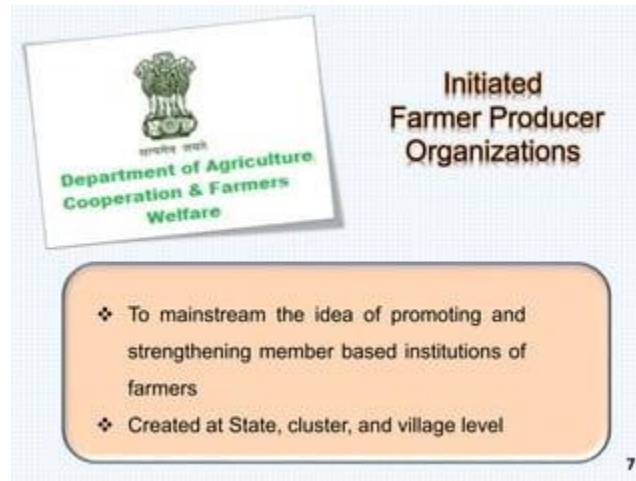 सत्यमेव जयते
Department of Agriculture
Cooperation & Farmers
Welfare
Initiated
Farmer Producer
Organizations
❖ To mainstream the idea of promoting and
strengthening member based institutions of
farmers
❖ Created at State, cluster, and village level
7